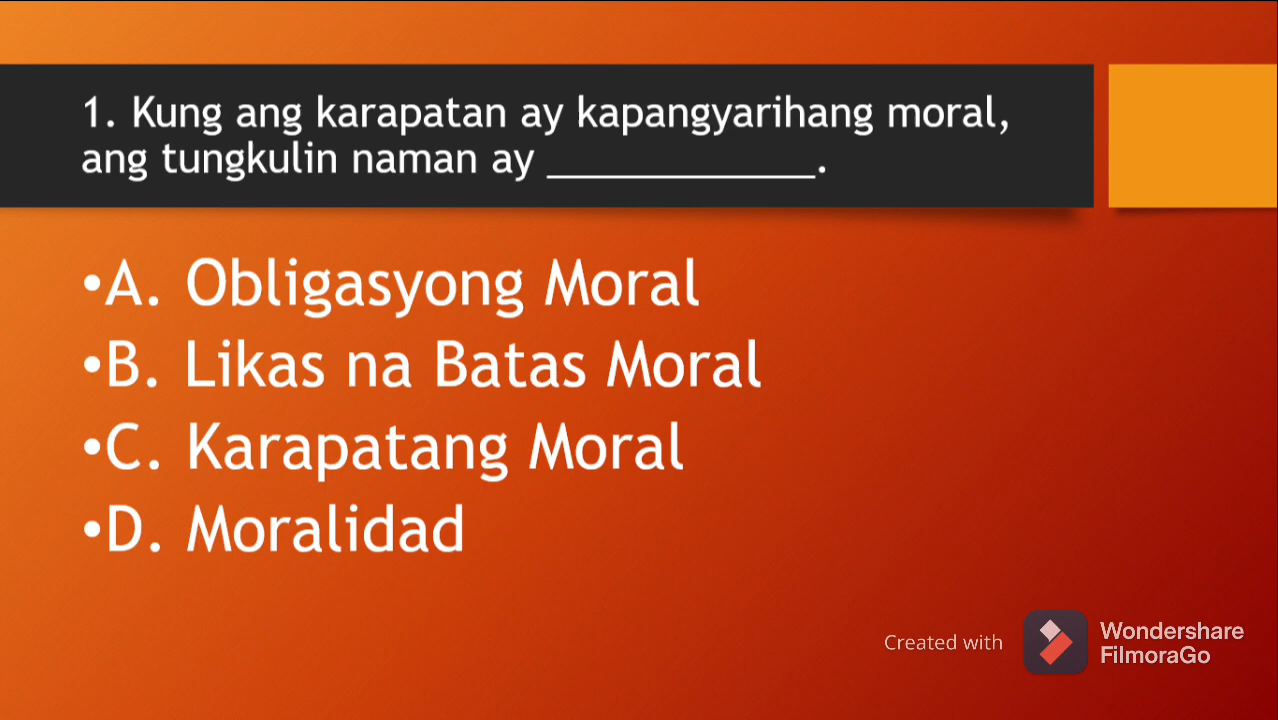 1. Kung ang karapatan ay kapangyarihang moral,
ang tungkulin naman ay ____________.
•A. Obligasyong Moral
•B. Likas na Batas Moral
•C. Karapatang Moral
•D. Moralidad
Created with
Wondershare
FilmoraGo